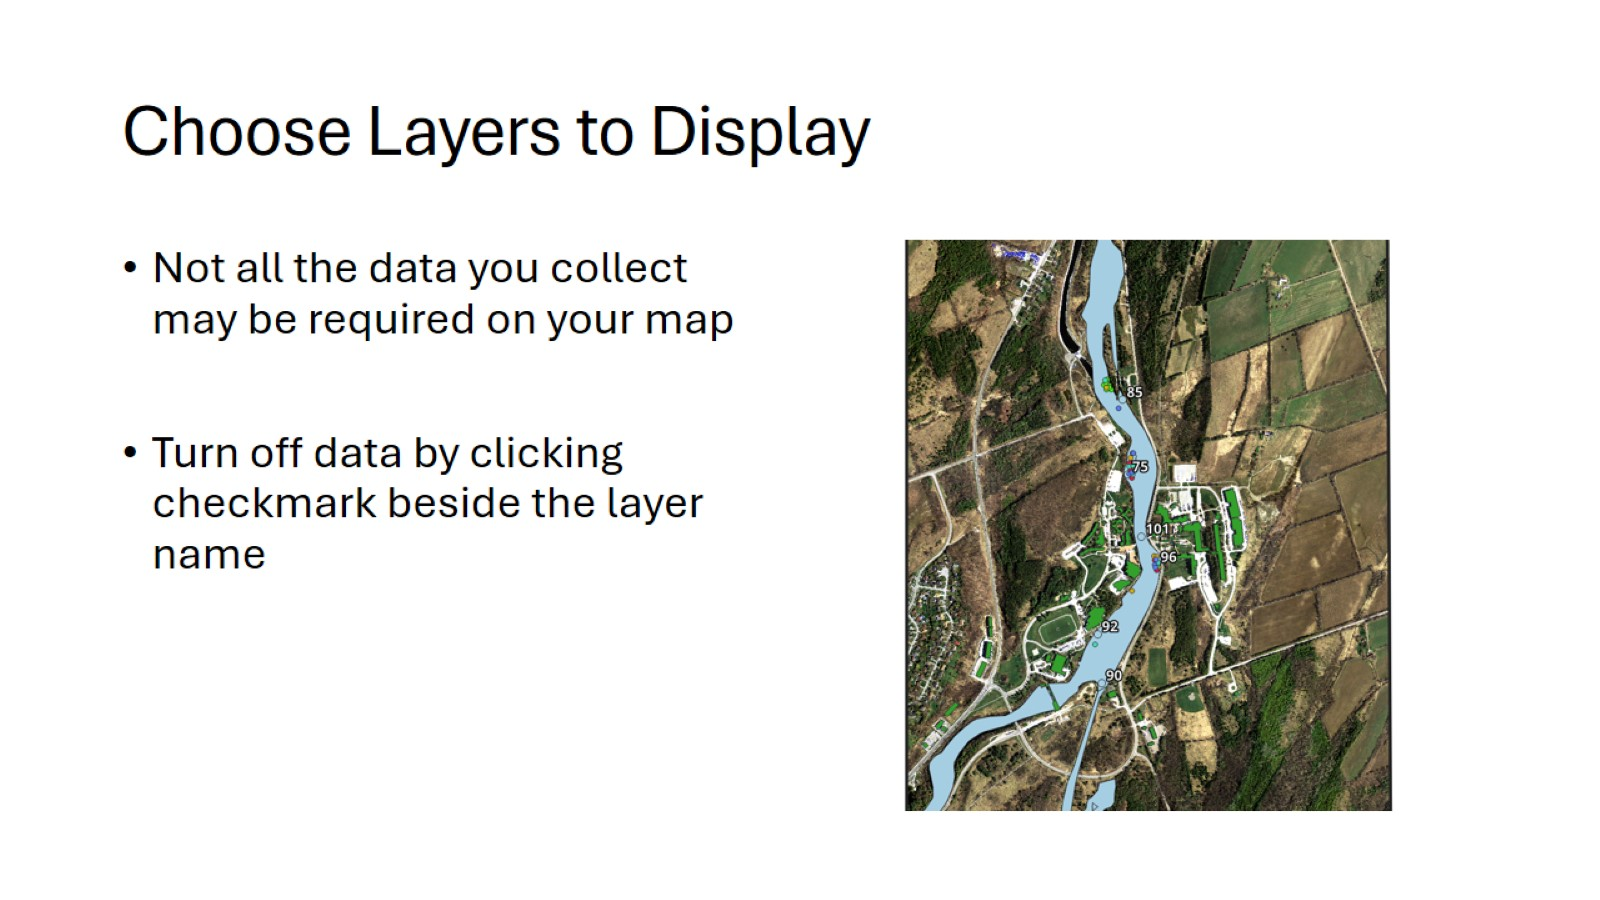 Choose Layers to Display
• Not all the data you collect
may be required on your map
• Turn off data by clicking
checkmark beside the layer
name
85
75
101
96
92
90